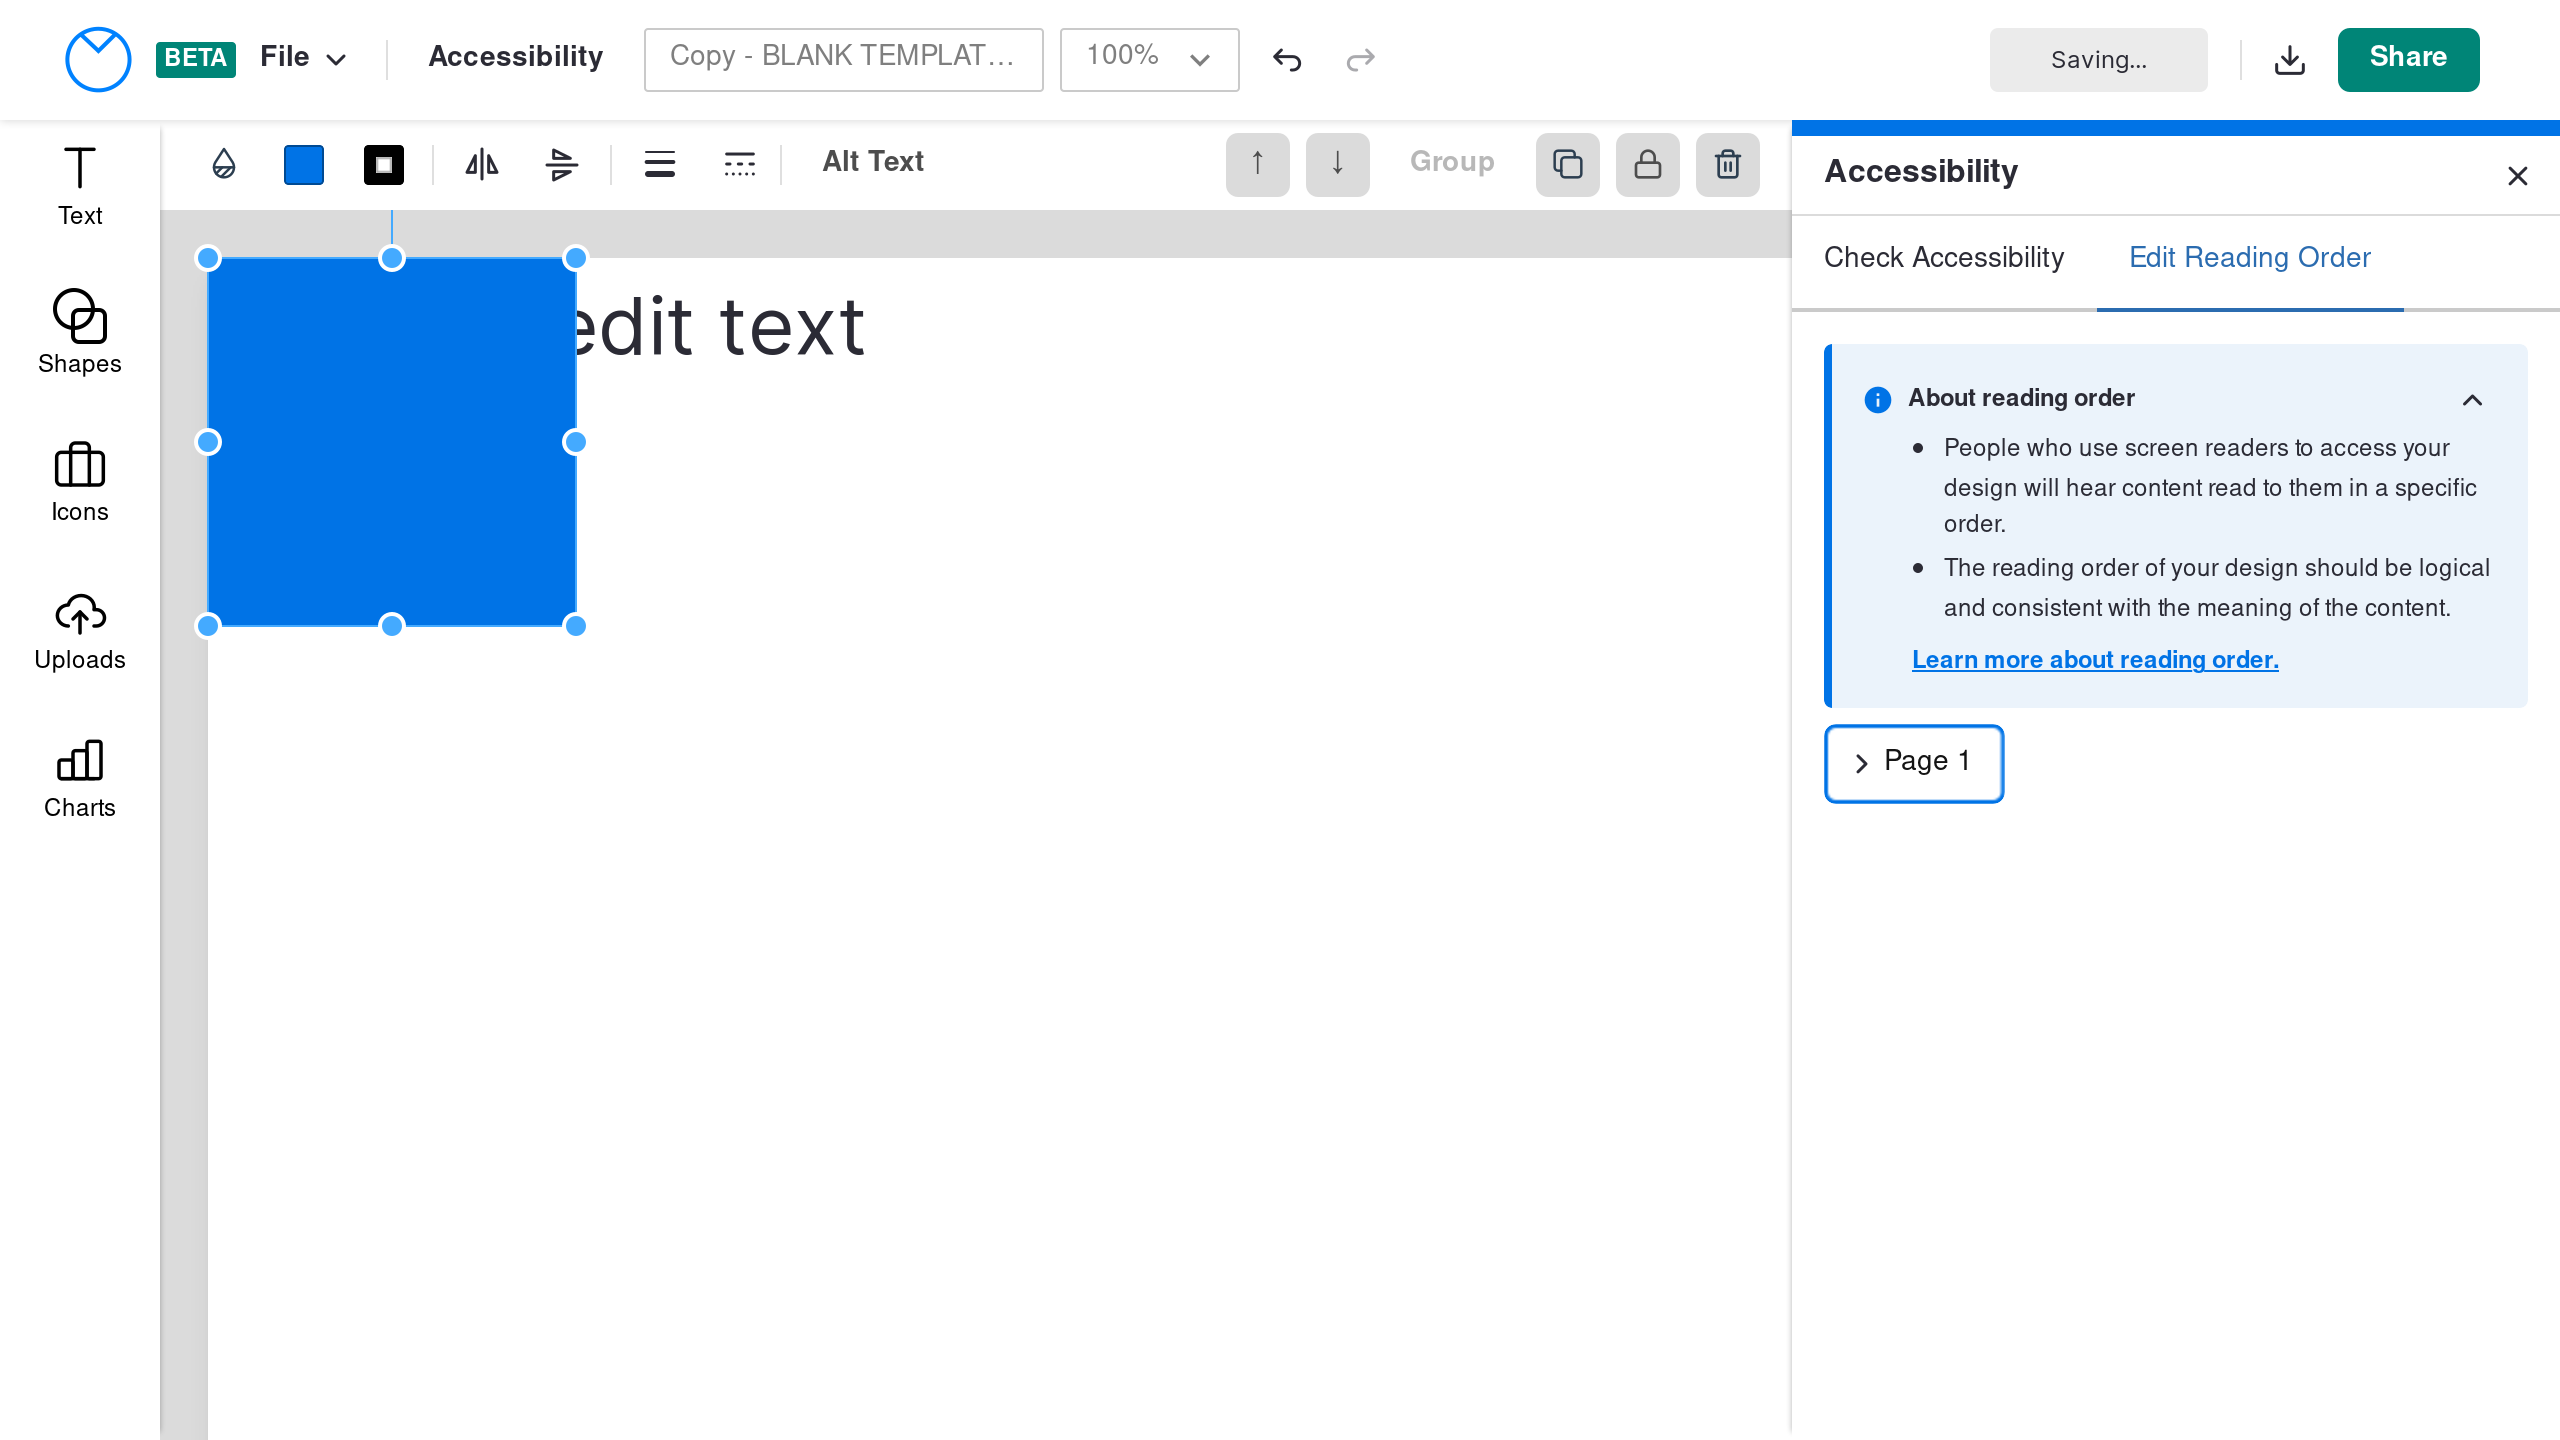 BETA File Accessibility Copy - BLANK TEMPLAT... 100% Saving... Share
Text
Shapes
Icons
Uploads
Charts
Alt Text ↑ ↓ Group
edit text
Accessibility
Check Accessibility Edit Reading Order
About reading order
• People who use screen readers to access your
design will hear content read to them in a specific
order.
• The reading order of your design should be logical
and consistent with the meaning of the content.
Learn more about reading order.
Page 1